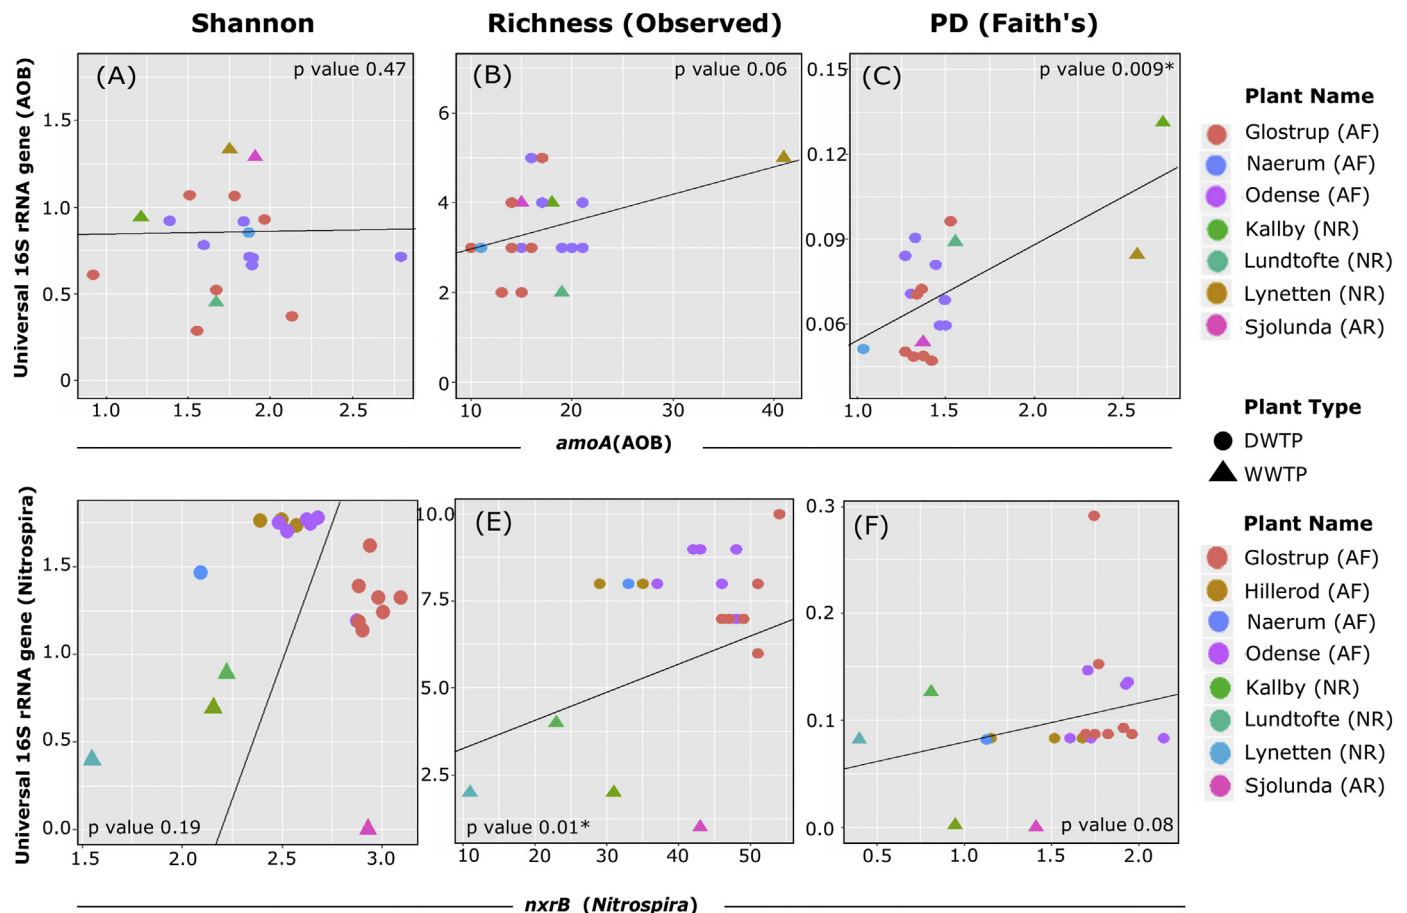 Shannon
Richness (Observed)
PD (Faith's)
Universal 16S rRNA gene (AOB)
(A)
p value 0.47
1.5
1.0
0.5
0
1.0
1.5
2.0
2.5
(B)
p value 0.06
6
4
2
0
10
20
30
40
(C)
p value 0.009*
0.15
0.12
0.09
0.06
1.0
1.5
2.0
2.5
amoA(AOB)
Plant Name
Glostrup (AF)
Naerum (AF)
Odense (AF)
Kallby (NR)
Lundtofte (NR)
Lynetten (NR)
Sjolunda (AR)
Plant Type
DWTP
WWTP
Universal 16S rRNA gene (Nitrospira)
1.5
1.0
0.5
0.0
p value 0.19
1.5
2.0
2.5
3.0
(E)
10.0
7.5
5.0
2.5
p value 0.01*
10
20
30
40
50
(F)
0.3
0.2
0.1
0.0
p value 0.08
0.5
1.0
1.5
2.0
nxrB (Nitrospira)
Plant Name
Glostrup (AF)
Hillerod (AF)
Naerum (AF)
Odense (AF)
Kallby (NR)
Lundtofte (NR)
Lynetten (NR)
Sjolunda (AR)